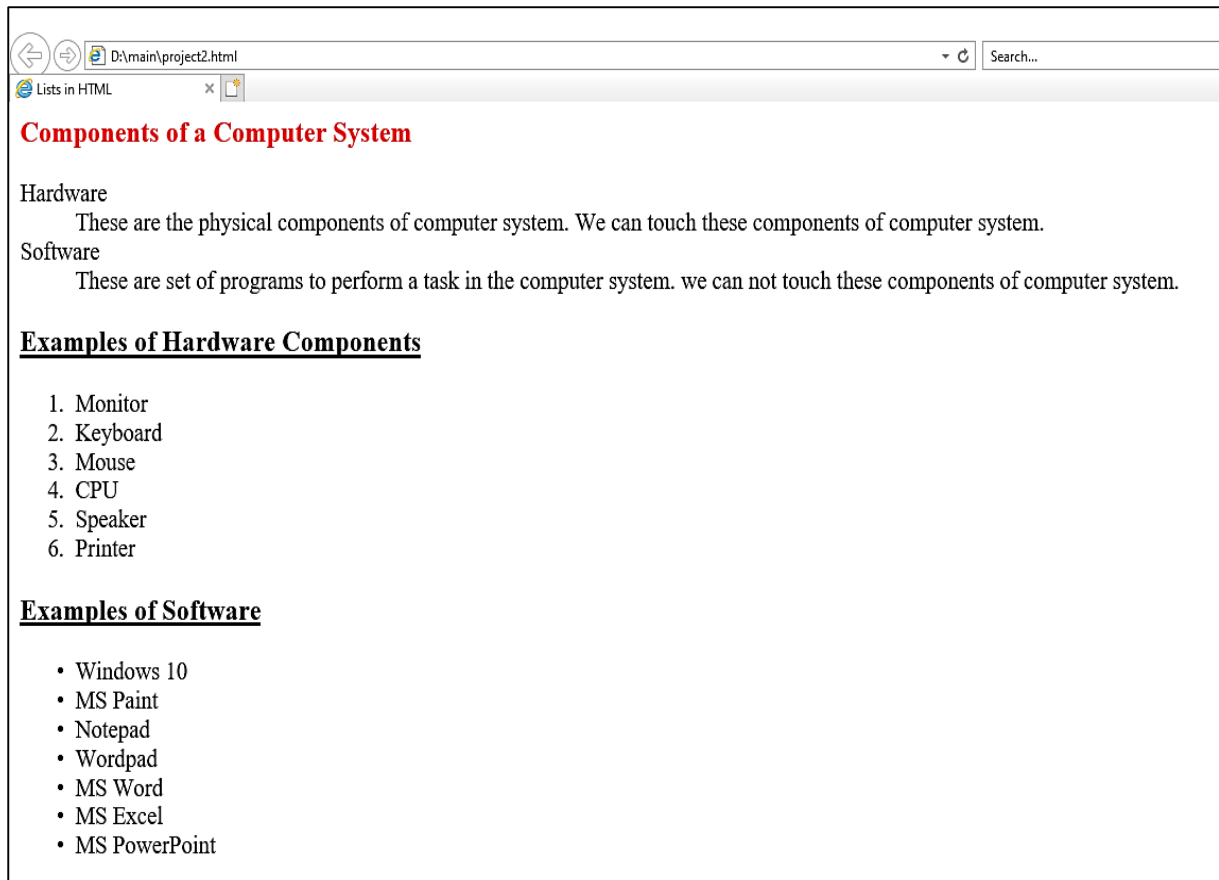 D:\main\project2.html
Search...
Lists in HTML
Components of a Computer System
Hardware
These are the physical components of computer system. We can touch these components of computer system.
Software
These are set of programs to perform a task in the computer system. we can not touch these components of computer system.
Examples of Hardware Components
1. Monitor
2. Keyboard
3. Mouse
4. CPU
5. Speaker
6. Printer
Examples of Software
• Windows 10
• MS Paint
• Notepad
• Wordpad
• MS Word
• MS Excel
• MS PowerPoint